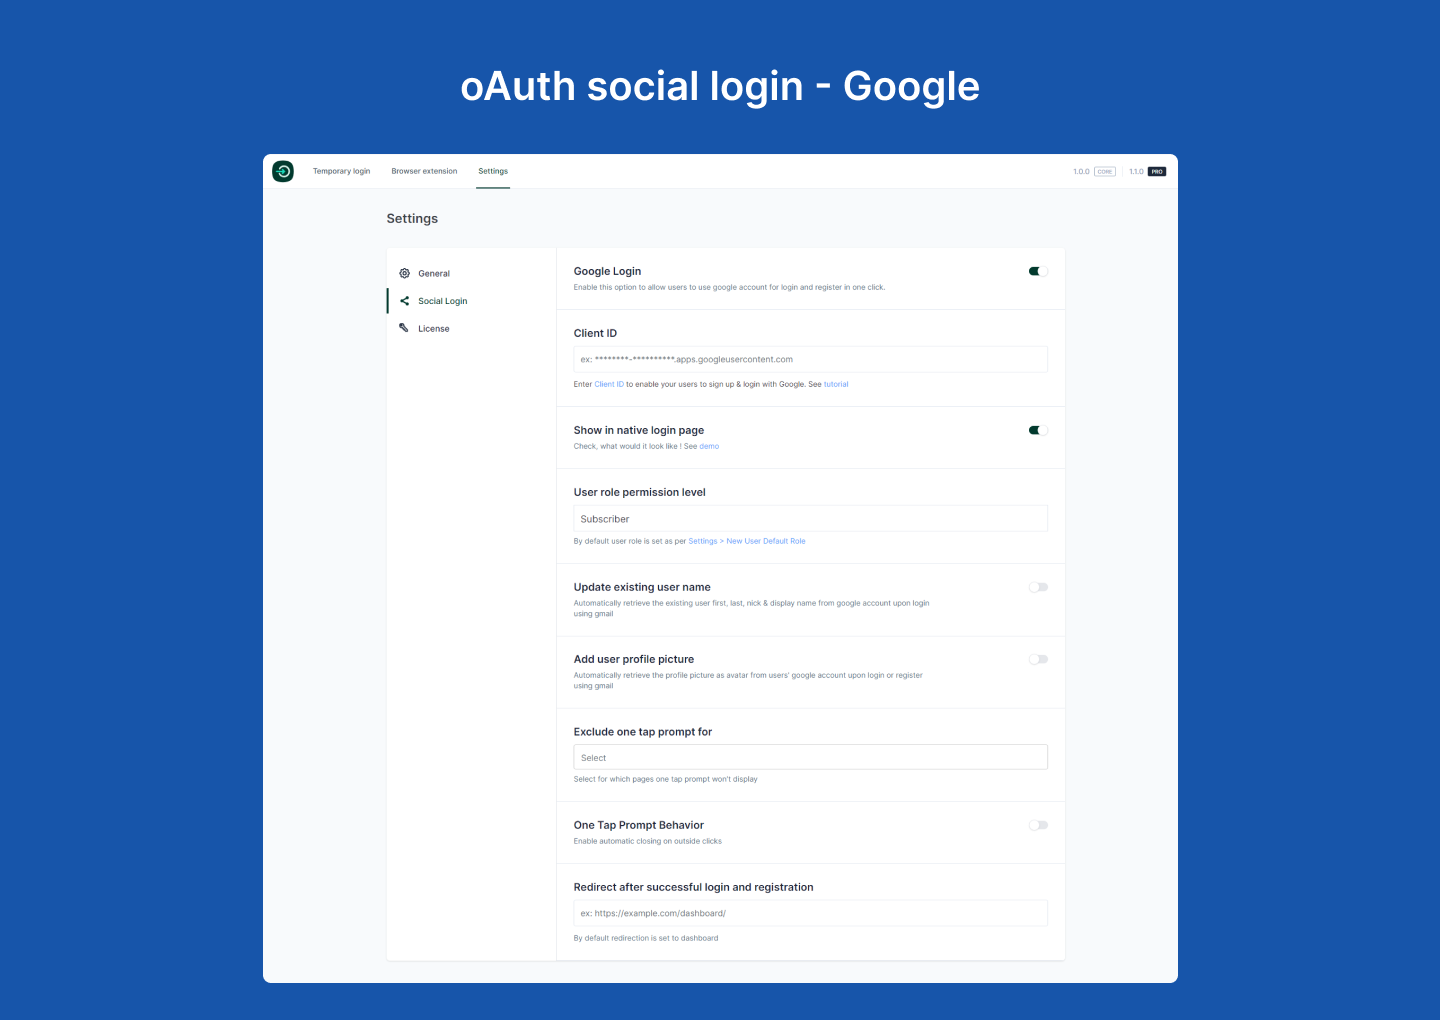 oAuth social login - Google
Temporary login
Browser extension
Settings
1.0.0 CORE
1.1.0 PRO
Settings
General
Social Login
License
Google Login
Enable this option to allow users to use google account for login and register in one click.
Client ID
ex: ********-**********.apps.googleusercontent.com
Enter Client ID to enable your users to sign up & login with Google. See tutorial
Show in native login page
Check, what would it look like ! See demo
User role permission level
Subscriber
By default user role is set as per Settings > New User Default Role
Update existing user name
Automatically retrieve the existing user first, last, nick & display name from google account upon login
using gmail
Add user profile picture
Automatically retrieve the profile picture as avatar from users' google account upon login or register
using gmail
Exclude one tap prompt for
Select
Select for which pages one tap prompt won't display
One Tap Prompt Behavior
Enable automatic closing on outside clicks
Redirect after successful login and registration
ex: https://example.com/dashboard/
By default redirection is set to dashboard